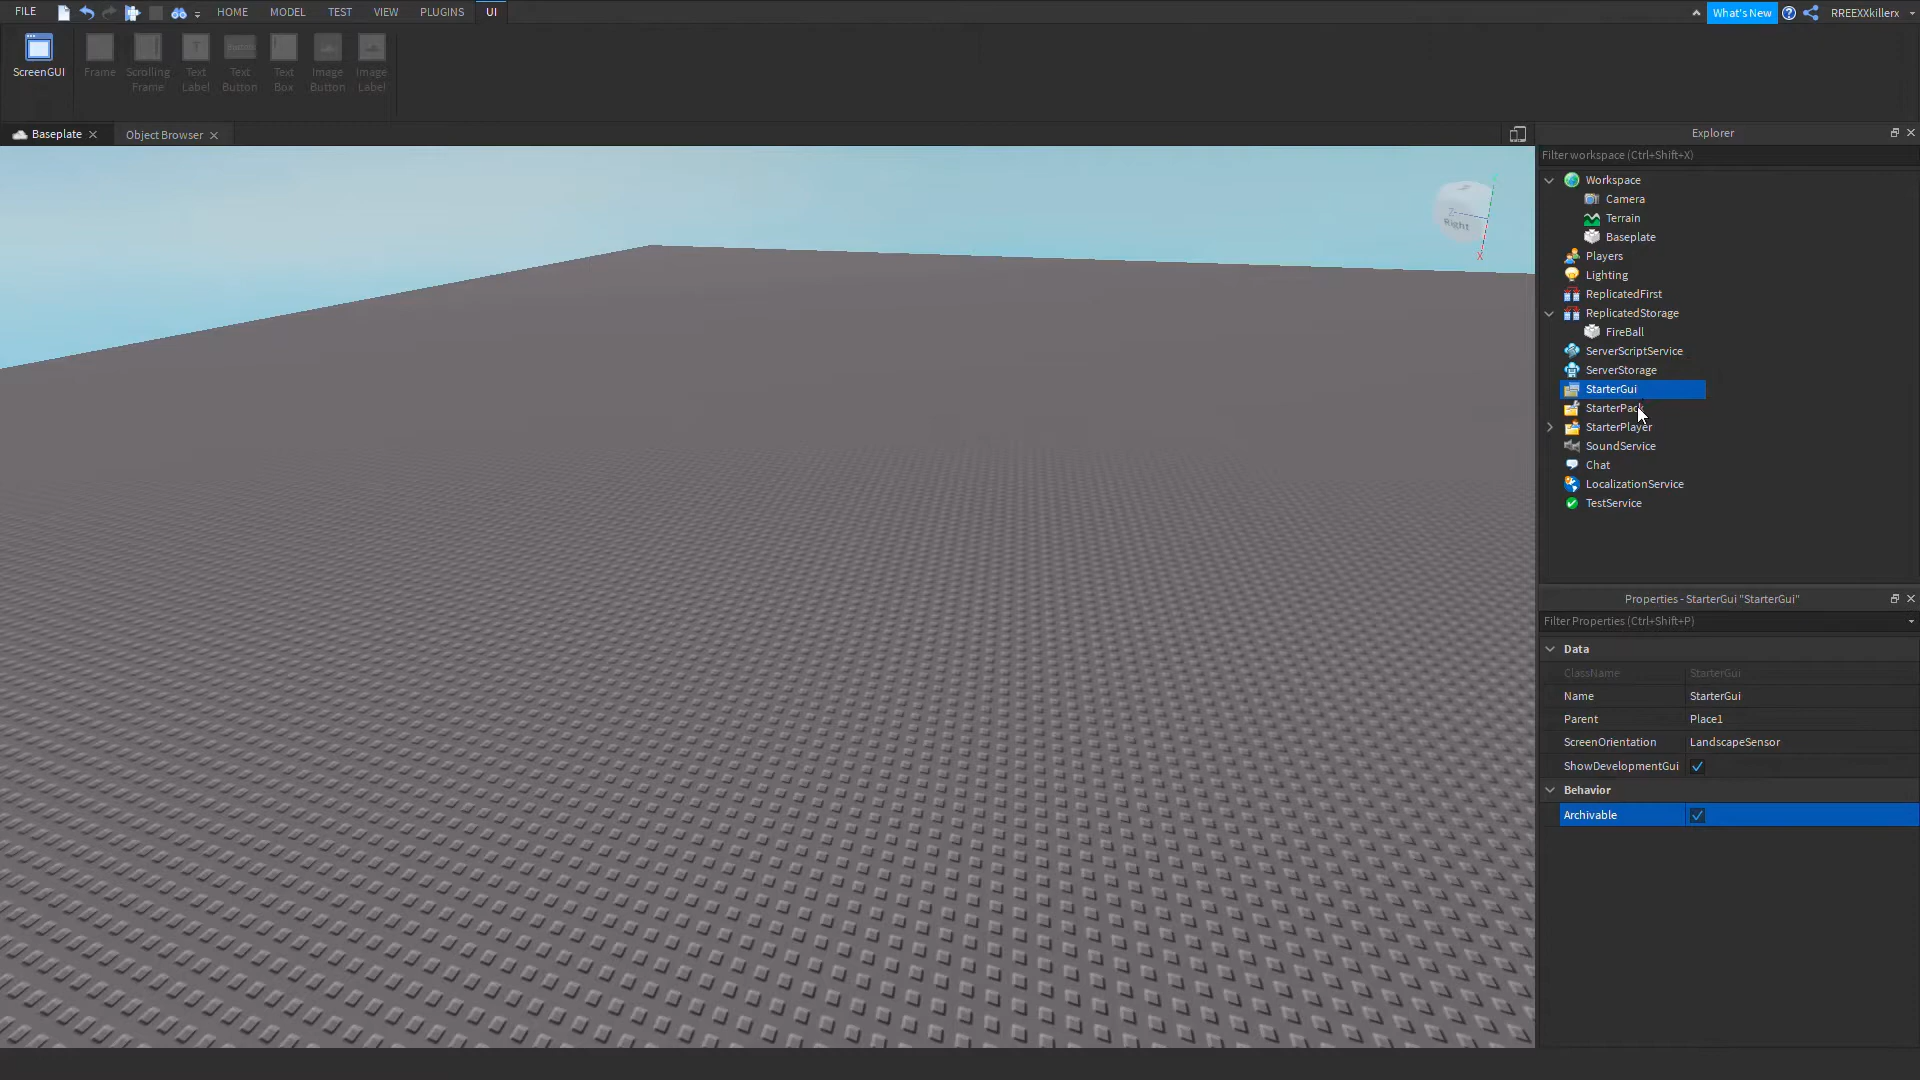 FILE
HOME
MODEL
TEST
VIEW
PLUGINS
UI
What's New
RREEXXkillerx
ScreenGUI
Frame
Scrolling
Frame
Text
Label
Text
Button
Text
Box
Image
Button
Image
Label
Baseplate
Object Browser
Explorer
Filter workspace (Ctrl+Shift+X)
Workspace
Camera
Terrain
Baseplate
Players
Lighting
ReplicatedFirst
ReplicatedStorage
FireBall
ServerScriptService
ServerStorage
StarterGui
StarterPack
StarterPlayer
SoundService
Chat
LocalizationService
TestService
Right
Z
X
Properties - StarterGui "StarterGui"
Filter Properties (Ctrl+Shift+P)
Data
ClassName StarterGui
Name StarterGui
Parent Place1
ScreenOrientation LandscapeSensor
ShowDevelopmentGui
Behavior
Archivable